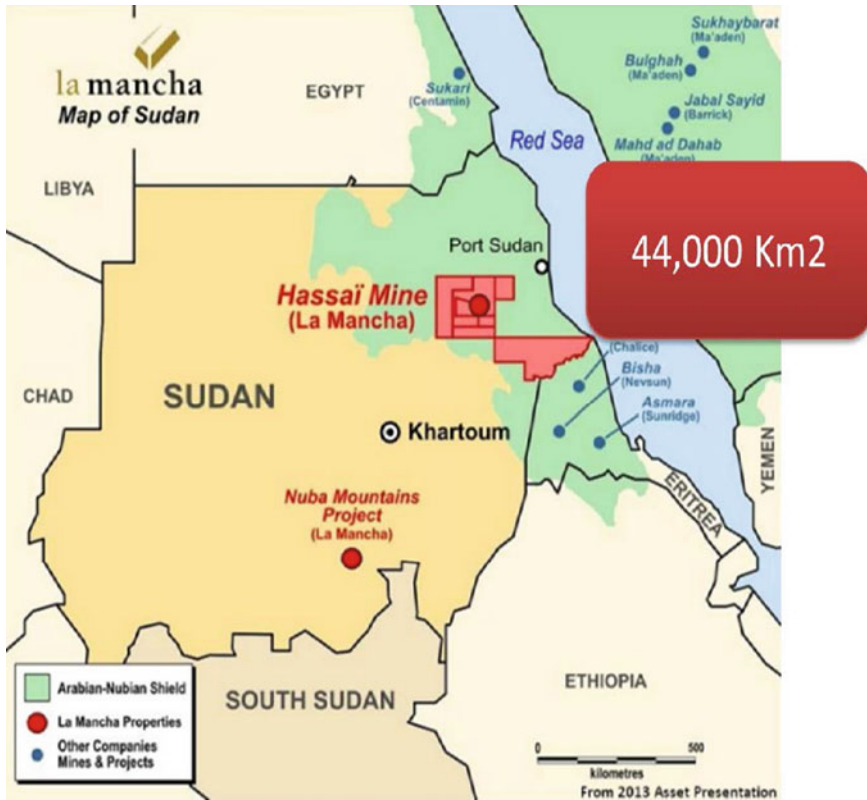 la mancha
Map of Sudan
EGYPT
LIBYA
CHAD
Sukari
(Centamin)
Red Sea
Sukhaybarat
(Ma'aden)
Bulghah
(Ma'aden)
Jabal Sayid
(Barrick)
Mahd ad Dahab
(Ma'aden)
44,000 Km2
Port Sudan
Hassaï Mine
(La Mancha)
SUDAN
Khartoum
(Chalice)
Bisha
(Nevsun)
Asmara
(Sunridge)
YEMEN
ERITREA
Nuba Mountains
Project
(La Mancha)
SOUTH SUDAN
ETHIOPIA
Arabian-Nubian Shield
La Mancha Properties
Other Companies
Mines & Projects
0 500
kilometres
From 2013 Asset Presentation